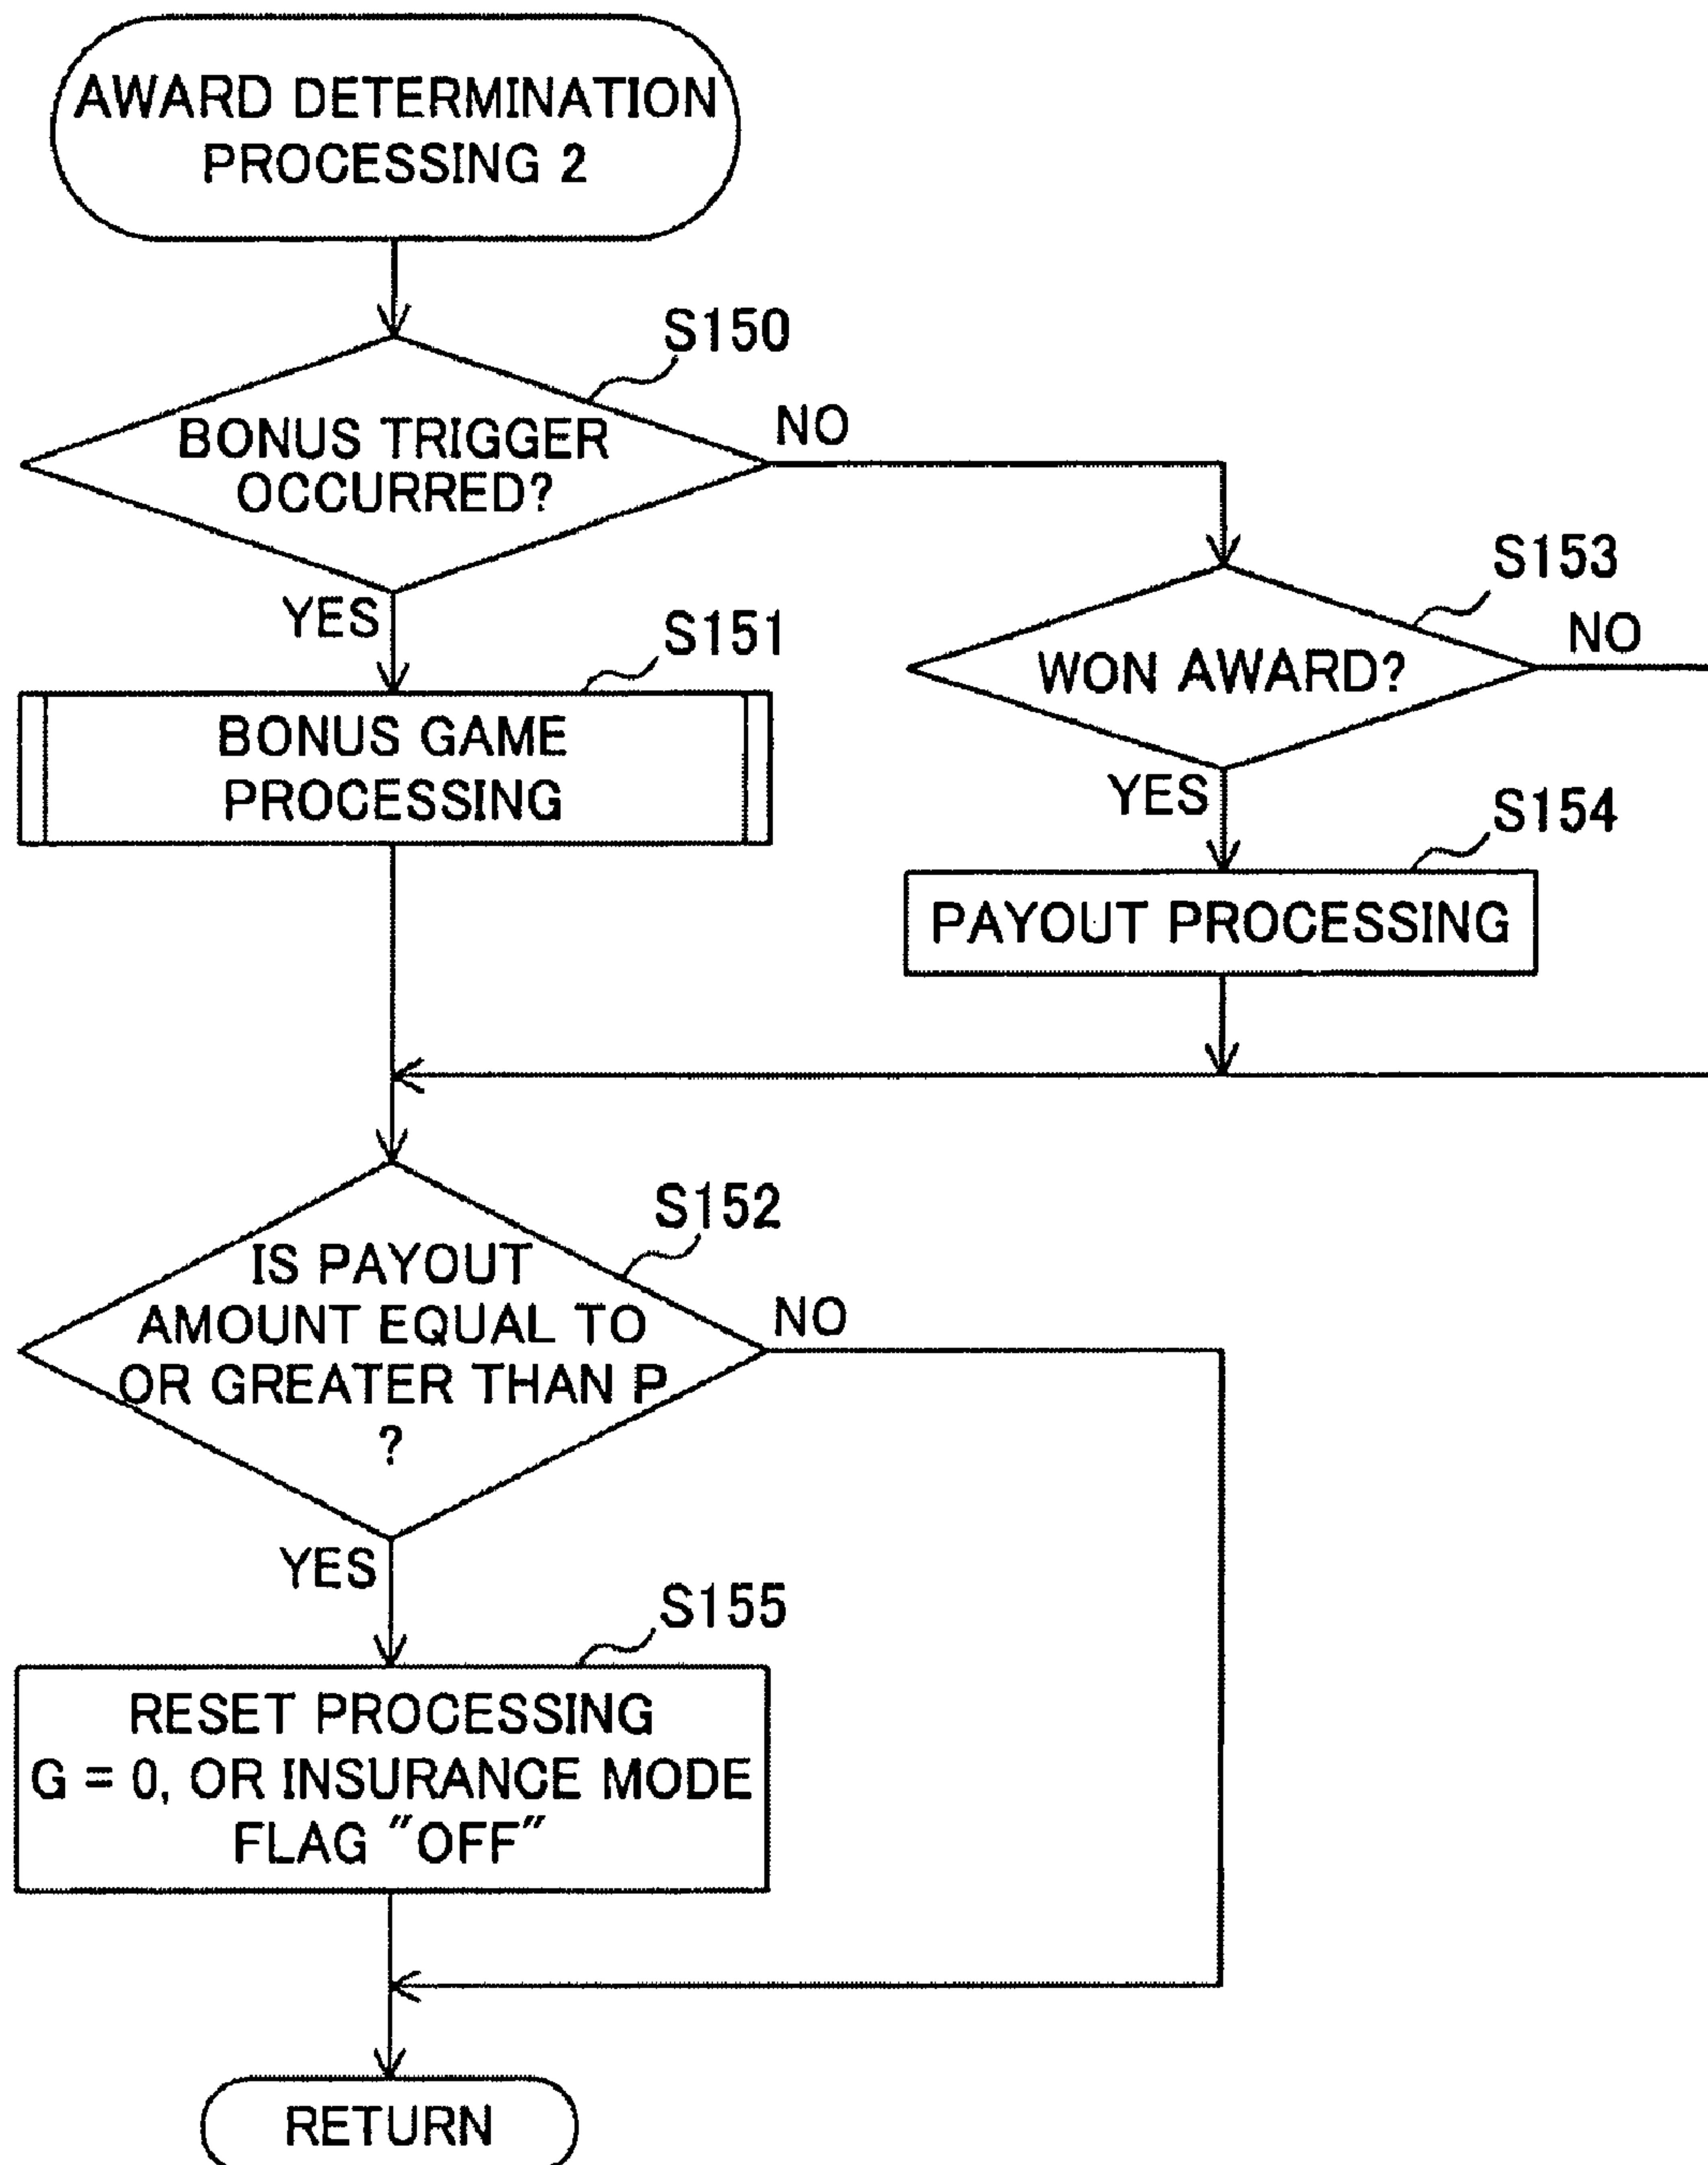 AWARD DETERMINATION
PROCESSING 2
S150
BONUS TRIGGER
OCCURRED?
NO
YES
S151
BONUS GAME
PROCESSING
S153
WON AWARD?
NO
YES
S154
PAYOUT PROCESSING
S152
IS PAYOUT
AMOUNT EQUAL TO
OR GREATER THAN P
?
NO
YES
S155
RESET PROCESSING
G = 0, OR INSURANCE MODE
FLAG "OFF"
RETURN